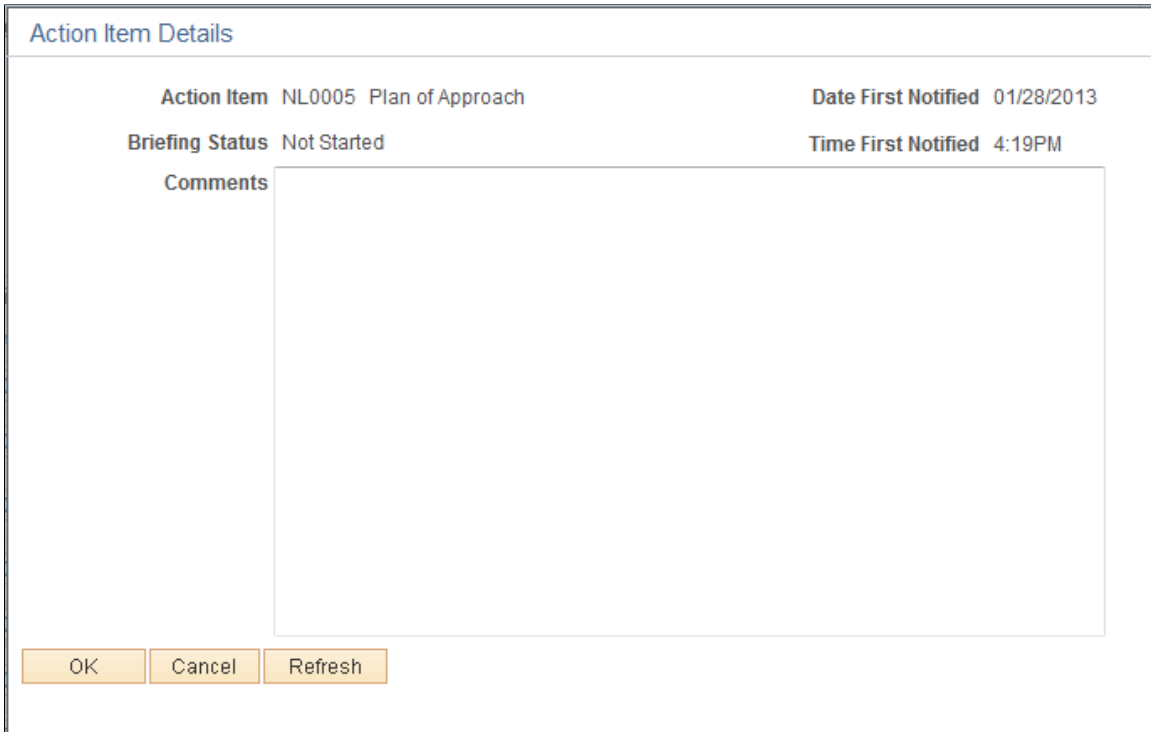 Action Item Details
Action Item NL0005 Plan of Approach Date First Notified 01/28/2013
Briefing Status Not Started Time First Notified 4:19PM
Comments
OK Cancel Refresh